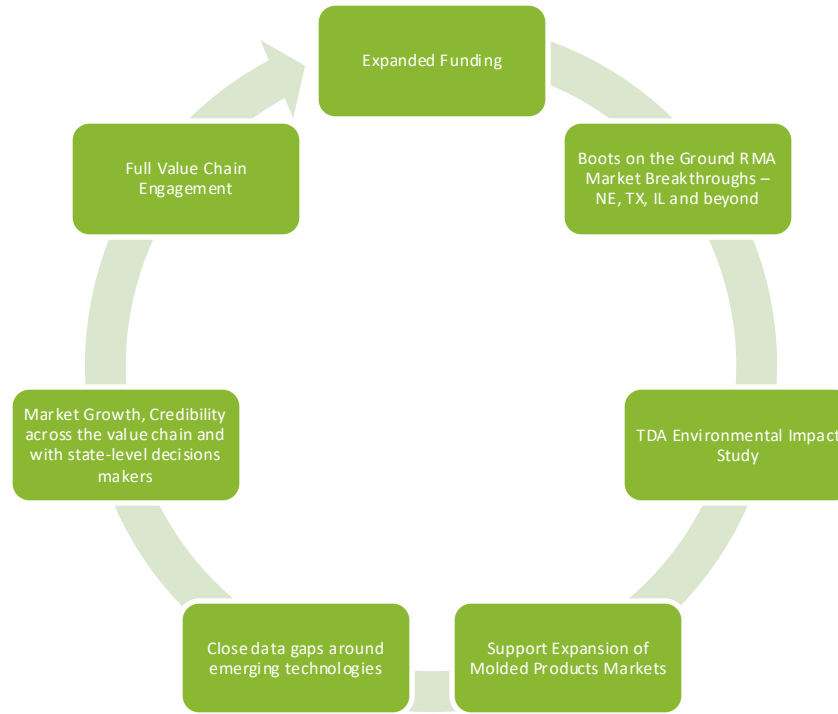 Expanded Funding
Boots on the Ground RMA
Market Breakthroughs –
NE, TX, IL and beyond
TDA Environmental Impact
Study
Support Expansion of
Molded Products Markets
Close data gaps around
emerging technologies
Market Growth, Credibility
across the value chain and
with state-level decisions
makers
Full Value Chain
Engagement